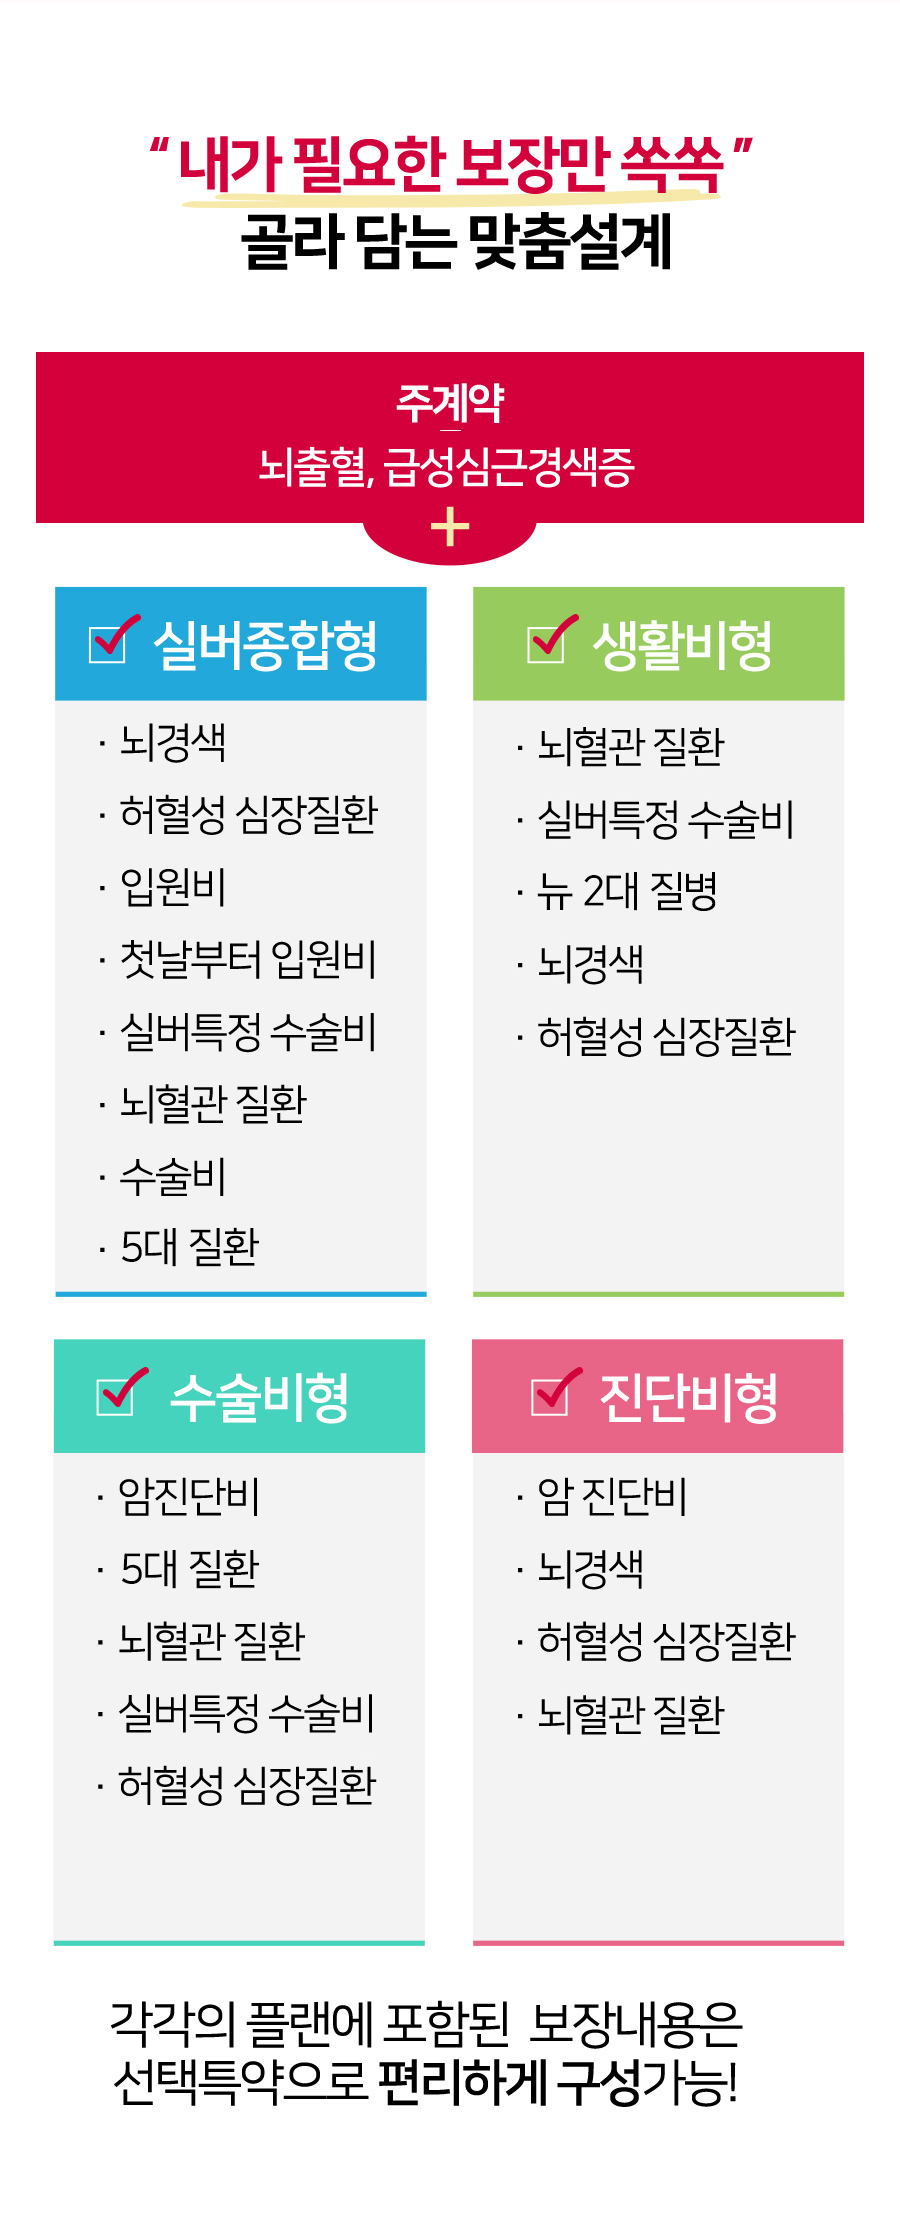 “ 내가 필요한 보장만 쏙쏙 ”
골라 담는 맞춤설계
주계약
뇌출혈, 급성심근경색증
+
실버종합형
· 뇌경색
· 허혈성 심장질환
· 입원비
· 첫날부터 입원비
· 실버특정 수술비
· 뇌혈관 질환
· 수술비
· 5대 질환
생활비형
· 뇌혈관 질환
· 실버특정 수술비
· 뉴 2대 질병
· 뇌경색
· 허혈성 심장질환
수술비형
· 암진단비
· 5대 질환
· 뇌혈관 질환
· 실버특정 수술비
· 허혈성 심장질환
진단비형
· 암 진단비
· 뇌경색
· 허혈성 심장질환
· 뇌혈관 질환
각각의 플랜에 포함된 보장내용은
선택특약으로 편리하게 구성가능!